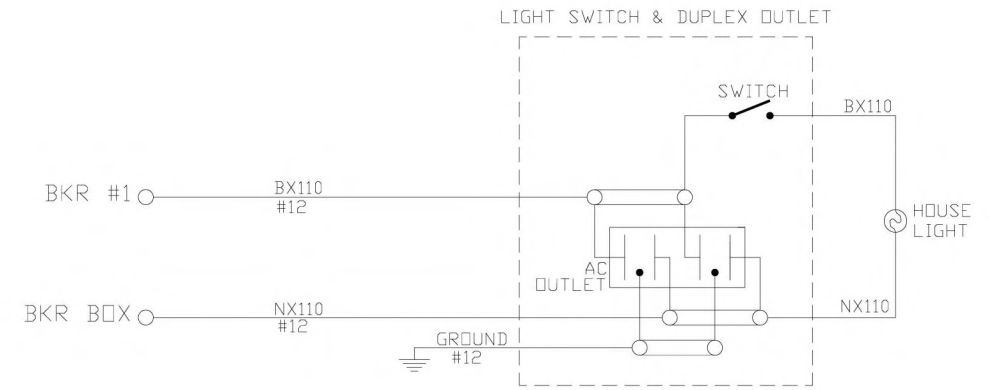 LIGHT SWITCH & DUPLEX OUTLET
SWITCH
BX110
BKR #1
BX110
#12
HOUSE
LIGHT
AC
OUTLET
BKR BOX
NX110
#12
NX110
GROUND
#12